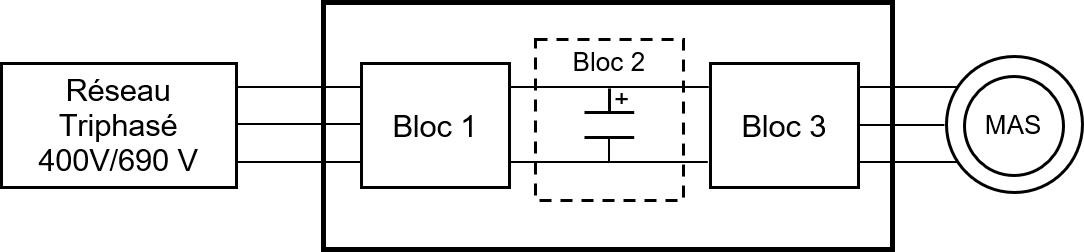 Réseau
Triphasé
400V/690 V
Bloc 1
Bloc 2
+
Bloc 3
MAS